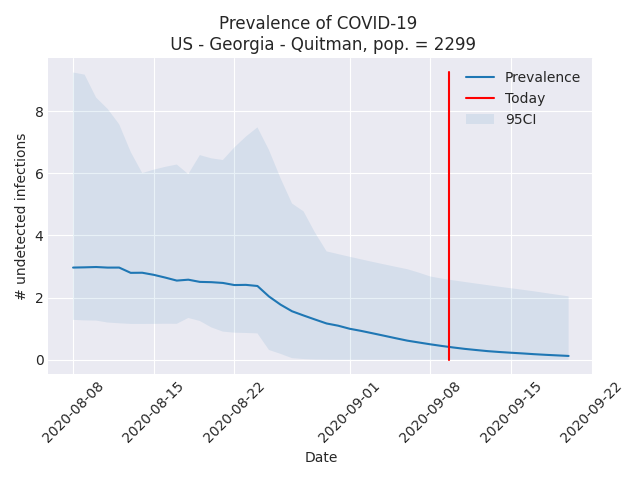 Prevalence of COVID-19
US - Georgia - Quitman, pop. = 2299
Prevalence
Today
95CI
# undetected infections
8
6
4
2
0
2020-08-08
2020-08-15
2020-08-22
2020-09-01
2020-09-08
2020-09-15
2020-09-22
Date